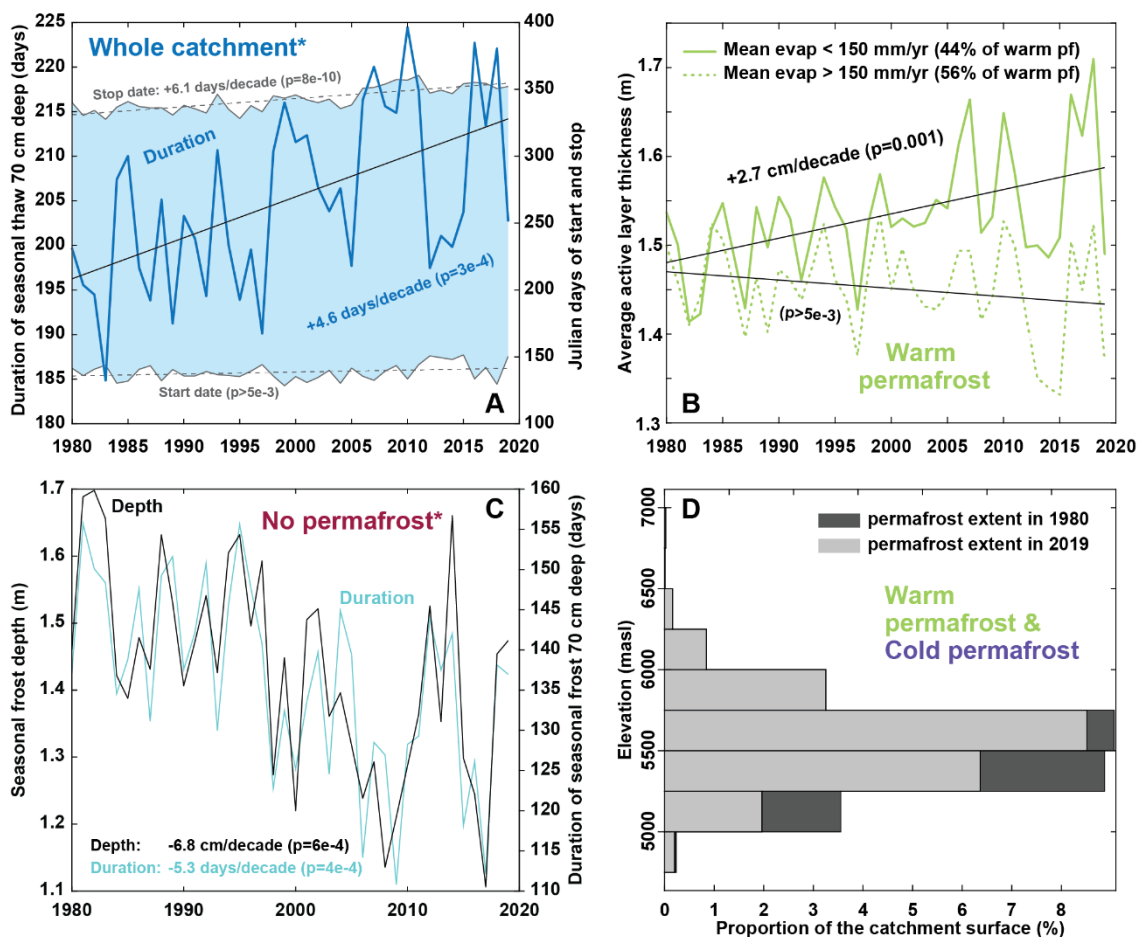 Whole catchment*
Stop date: +6.1 days/decade (p=8e-10)
Duration
+4.6 days/decade (p=3e-4)
Start date (p>5e-3)
A
Duration of seasonal thaw 70 cm deep (days)
225
220
215
210
205
200
195
190
185
180
Julian days of start and stop
400
350
300
250
200
150
100
1980 1985 1990 1995 2000 2005 2010 2015 2020
Mean evap < 150 mm/yr (44% of warm pf)
Mean evap > 150 mm/yr (56% of warm pf)
+2.7 cm/decade (p=0.001)
(p>5e-3)
Warm
permafrost
B
Average active layer thickness (m)
1.7
1.6
1.5
1.4
1.3
1980 1985 1990 1995 2000 2005 2010 2015 2020
Depth
No permafrost*
C
Duration
Depth: -6.8 cm/decade (p=6e-4)
Duration: -5.3 days/decade (p=4e-4)
Seasonal frost depth (m)
1.7
1.6
1.5
1.4
1.3
1.2
1.1
Duration of seasonal frost 70 cm deep (days)
160
155
150
145
140
135
130
125
120
115
110
1980 1990 2000 2010 2020
D
permafrost extent in 1980
permafrost extent in 2019
Warm
permafrost &
Cold permafrost
Elevation (masl)
7000
6500
6000
5500
5000
0 1 2 3 4 5 6 7 8
Proportion of the catchment surface (%)